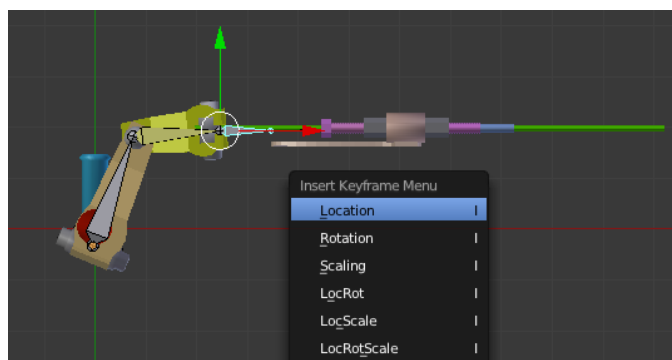 Insert Keyframe Menu
Location I
Rotation I
Scaling I
LocRot I
LocScale I
LocRotScale I